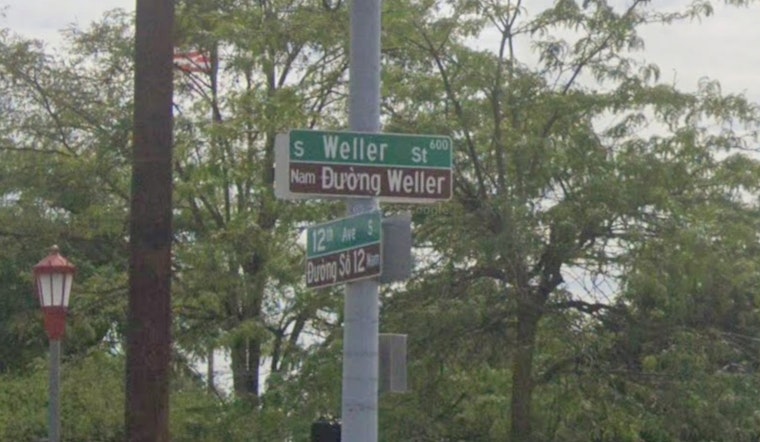 S Weller St 600
Nam Đường Weller
12th Ave S
Đường Số 12 Nam